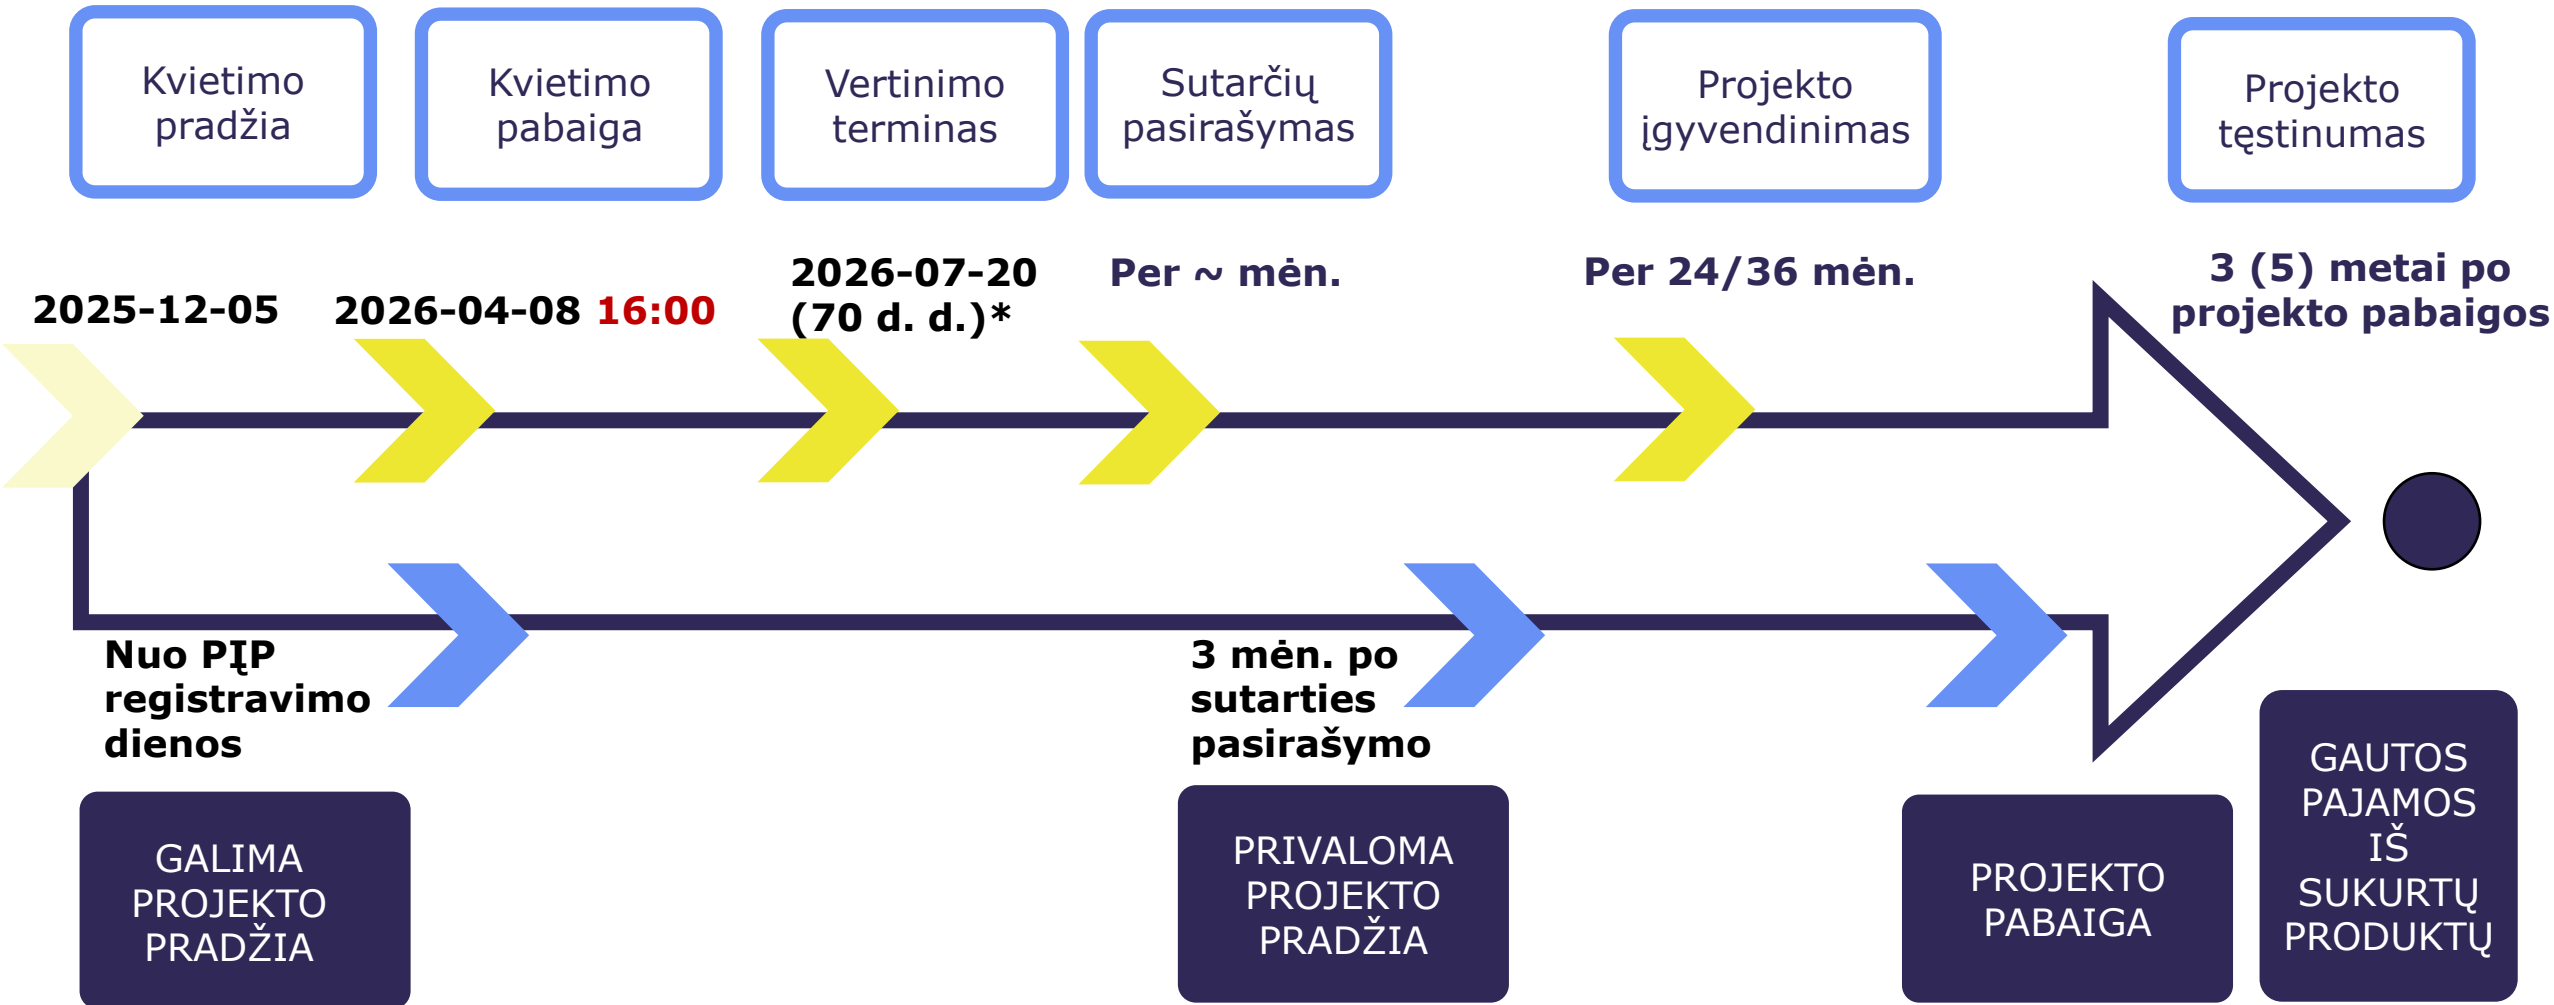 Kvietimo
pradžia
Kvietimo
pabaiga
Vertinimo
terminas
Sutarčių
pasirašymas
Projekto
įgyvendinimas
Projekto
tęstinumas
2025-12-05
2026-04-08 16:00
2026-07-20
(70 d. d.)*
Per ~ mėn.
Per 24/36 mėn.
3 (5) metai po
projekto pabaigos
Nuo PĮP
registravimo
dienos
3 mėn. po
sutarties
pasirašymo
GALIMA
PROJEKTO
PRADŽIA
PRIVALOMA
PROJEKTO
PRADŽIA
PROJEKTO
PABAIGA
GAUTOS
PAJAMOS
IŠ
SUKURTŲ
PRODUKTŲ